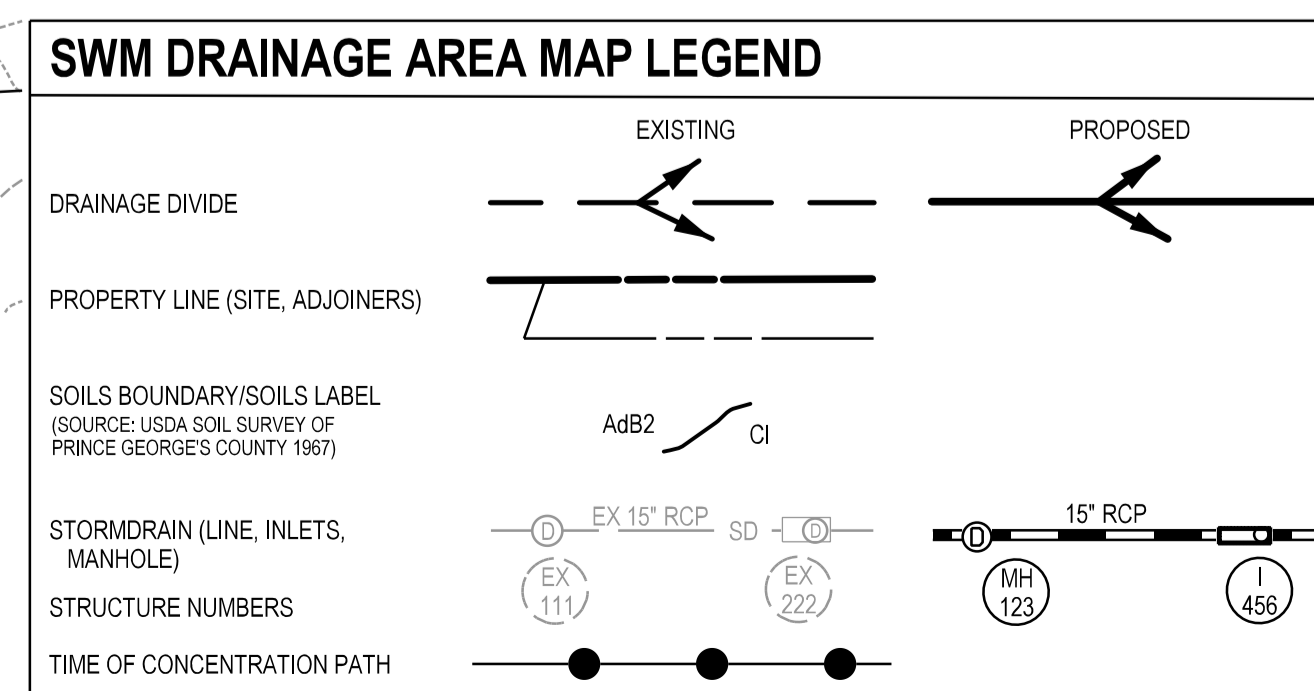 SWM DRAINAGE AREA MAP LEGEND
EXISTING PROPOSED
DRAINAGE DIVIDE
PROPERTY LINE (SITE, ADJOINERS)
SOILS BOUNDARY/SOILS LABEL
(SOURCE: USDA SOIL SURVEY OF
PRINCE GEORGE'S COUNTY 1967)
AdB2 CI
STORMDRAIN (LINE, INLETS,
MANHOLE)
D EX 15" RCP SD D
D 15" RCP
STRUCTURE NUMBERS
EX
111
EX
222
MH
123
I
456
TIME OF CONCENTRATION PATH